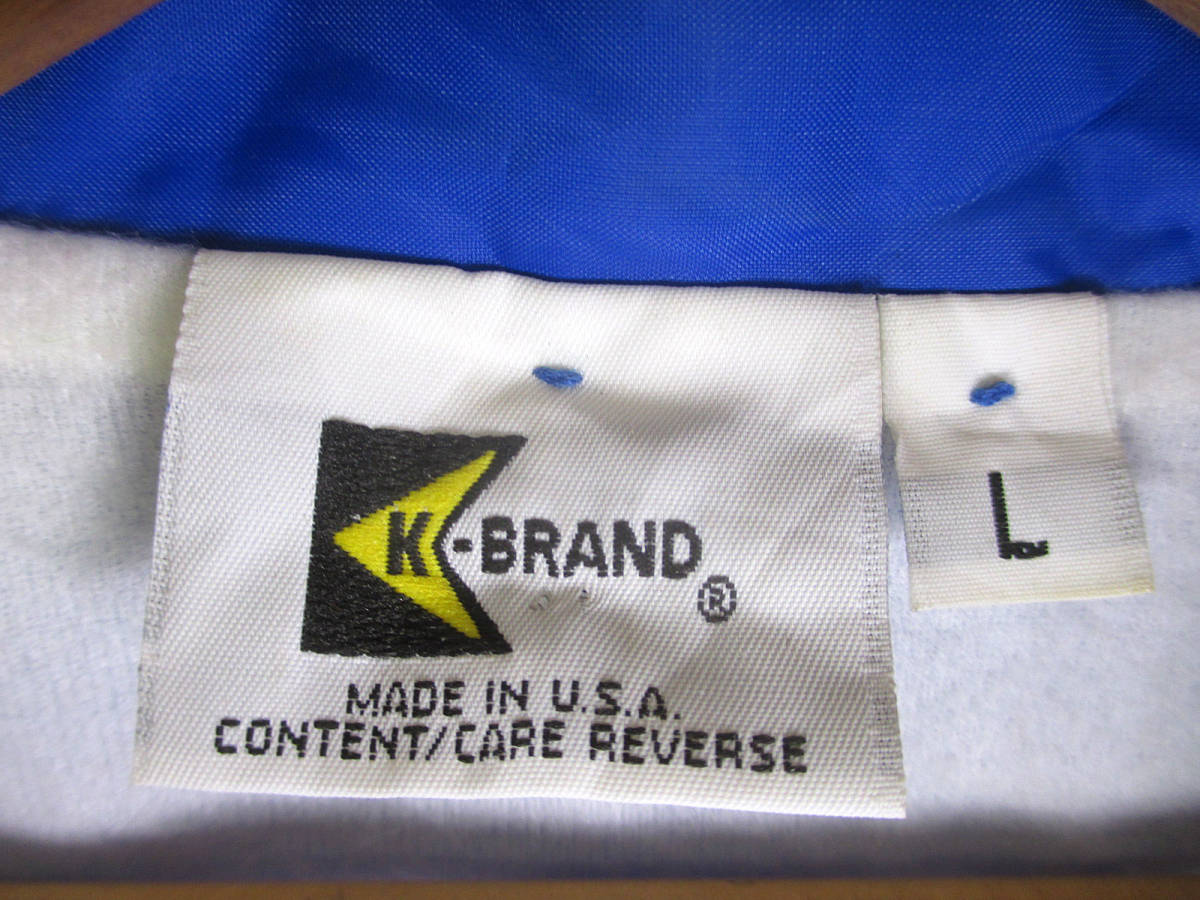 K-BRAND®
L
MADE IN U.S.A.
CONTENT/CARE REVERSE